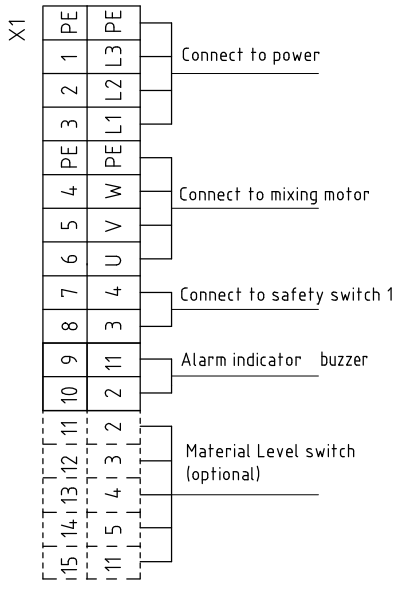 X1
PE PE
1 L3
2 L2
3 L1
Connect to power
PE PE
4 W
5 V
6 U
Connect to mixing motor
7 4
8 3
Connect to safety switch 1
9 11
10 2
Alarm indicator buzzer
11 2
12 3
13 4
14 5
15 11
Material Level switch
(optional)